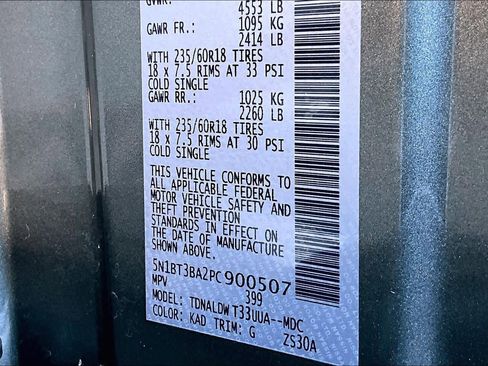 GVWR:
4553 LB
GAWR FR.: 1095 KG
2414 LB
WITH 235/60R18 TIRES
18 x 7.5 RIMS AT 33 PSI
COLD SINGLE
GAWR RR.: 1025 KG
2260 LB
WITH 235/60R18 TIRES
18 x 7.5 RIMS AT 30 PSI
COLD SINGLE
THIS VEHICLE CONFORMS TO
ALL APPLICABLE FEDERAL
MOTOR VEHICLE SAFETY AND
THEFT PREVENTION
STANDARDS IN EFFECT ON
THE DATE OF MANUFACTURE
SHOWN ABOVE.
5N1BT3BA2PC900507
MPV 399
MODEL: TDNALDW T33UUA--MDC
COLOR: KAD TRIM: G ZS30A